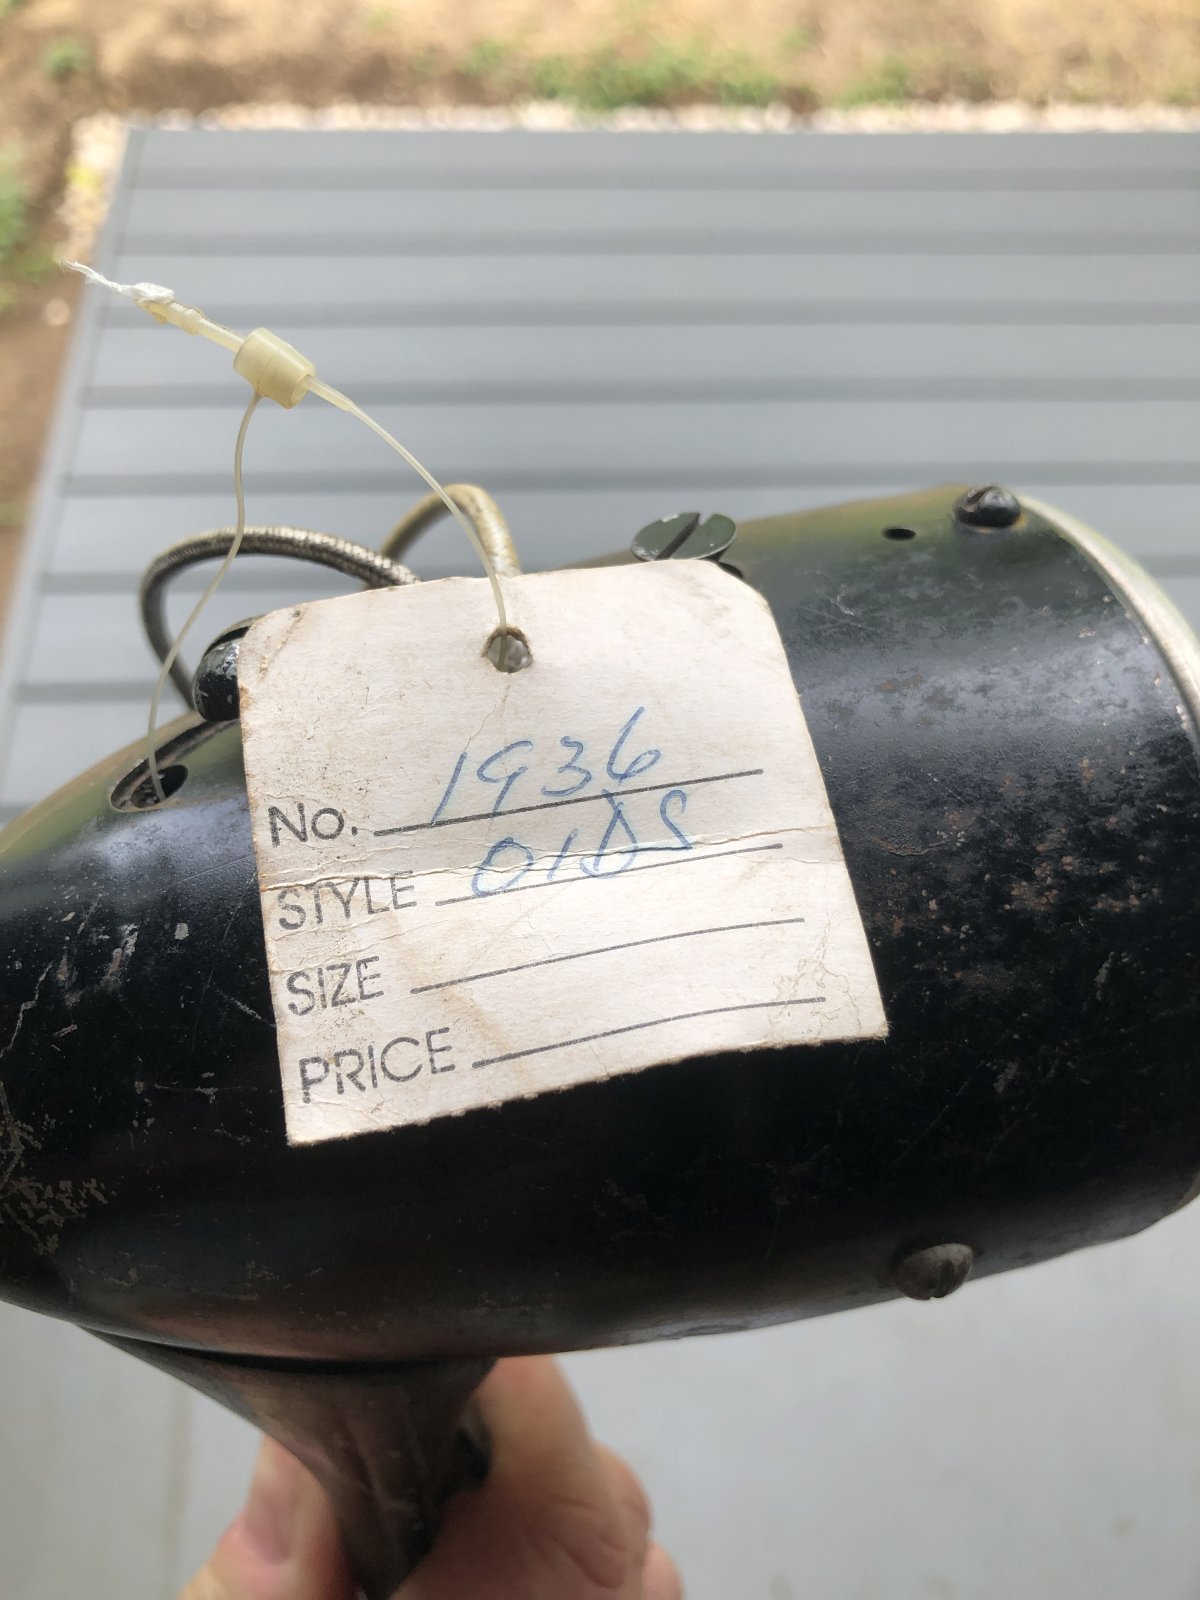 No. 1936
STYLE OldS
SIZE
PRICE